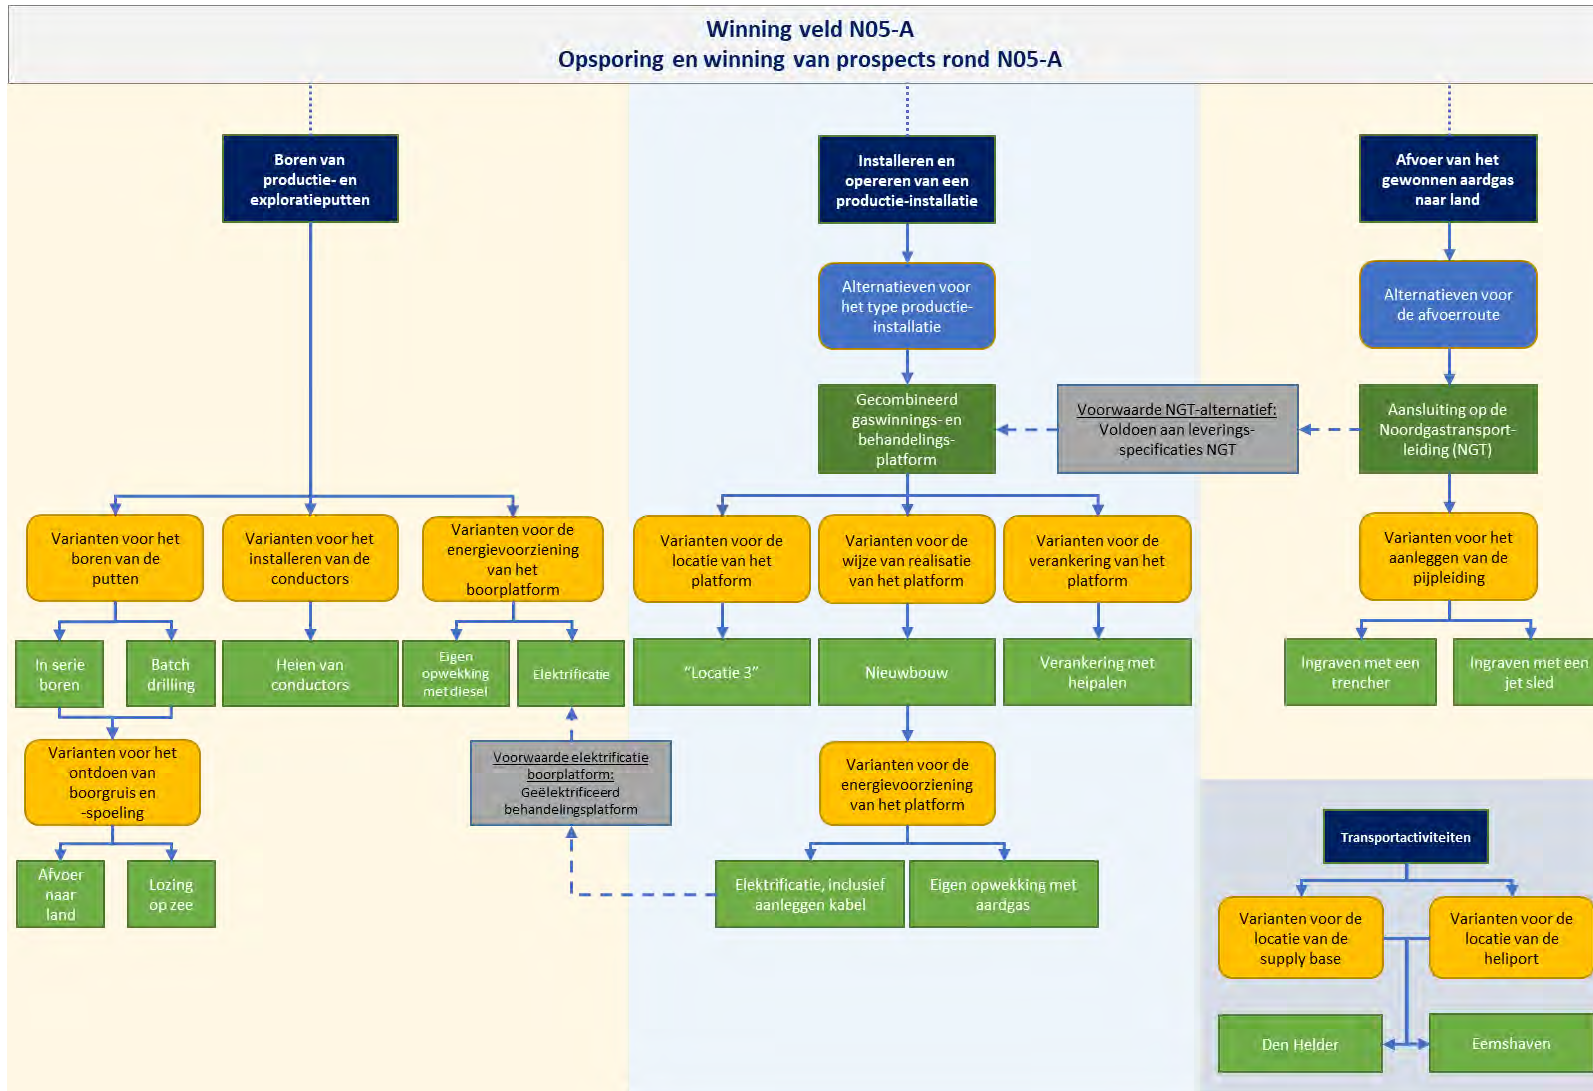 Winning veld N05-A
Opsporing en winning van prospects rond N05-A
Boren van
productie- en
exploratieputten
Installeren en
opereren van een
productie-installatie
Afvoer van het
gewonnen aardgas
naar land
Alternatieven voor
het type productie-
installatie
Alternatieven voor
de afvoerroute
Gecombineerd
gaswinnings- en
behandelings-
platform
Voorwaarde NGT-alternatief:
Voldoen aan leverings-
specificaties NGT
Aansluiting op de
Noordgastransport-
leiding (NGT)
Varianten voor het
boren van de
putten
Varianten voor het
installeren van de
conductors
Varianten voor de
energievoorziening
van het
boorplatform
Varianten voor de
locatie van het
platform
Varianten voor de
wijze van realisatie
van het platform
Varianten voor de
verankering van het
platform
Varianten voor het
aanleggen van de
pijpleiding
In serie
boren
Batch
drilling
Heien van
conductors
Eigen
opwekking
met diesel
Elektrificatie
"Locatie 3"
Nieuwbouw
Verankering met
heipalen
Ingraven met een
trencher
Ingraven met een
jet sled
Varianten voor het
ontdoen van
boorgruis en
-spoeling
Voorwaarde elektrificatie
boorplatform:
Geëlektrificeerd
behandelingsplatform
Varianten voor de
energievoorziening
van het platform
Afvoer
naar
land
Lozing
op zee
Elektrificatie, inclusief
aanleggen kabel
Eigen opwekking met
aardgas
Transportactiviteiten
Varianten voor de
locatie van de
supply base
Varianten voor de
locatie van de
heliport
Den Helder
Eemshaven